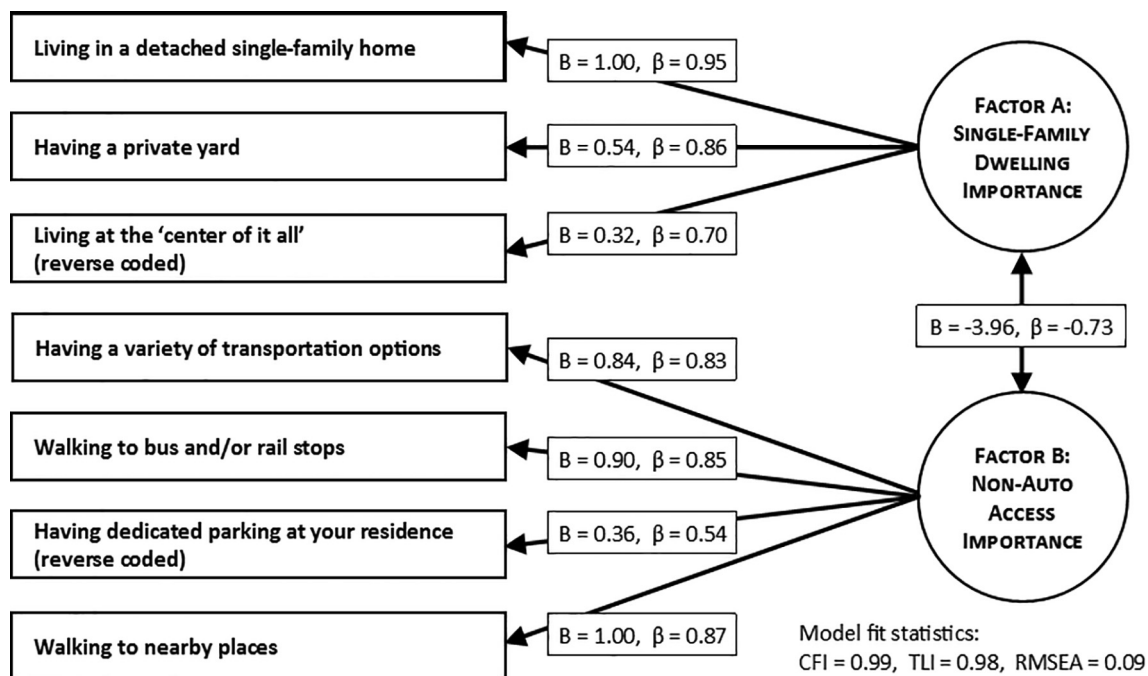 Living in a detached single-family home
B = 1.00, β = 0.95
Having a private yard
B = 0.54, β = 0.86
Living at the ‘center of it all’
(reverse coded)
B = 0.32, β = 0.70
FACTOR A:
SINGLE-FAMILY
DWELLING
IMPORTANCE
B = -3.96, β = -0.73
Having a variety of transportation options
B = 0.84, β = 0.83
Walking to bus and/or rail stops
B = 0.90, β = 0.85
Having dedicated parking at your residence
(reverse coded)
B = 0.36, β = 0.54
Walking to nearby places
B = 1.00, β = 0.87
FACTOR B:
NON-AUTO
ACCESS
IMPORTANCE
Model fit statistics:
CFI = 0.99, TLI = 0.98, RMSEA = 0.09